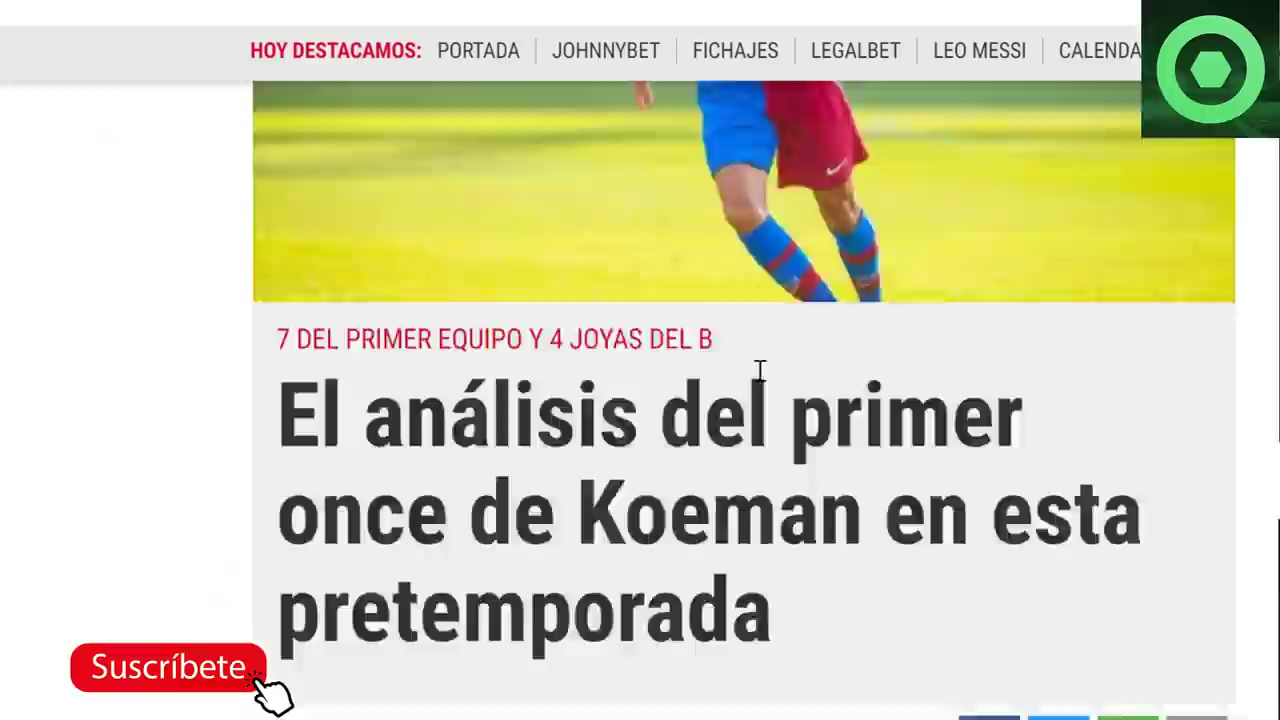 HOY DESTACAMOS: PORTADA JOHNNYBET FICHAJES LEGALBET LEO MESSI CALENDA
7 DEL PRIMER EQUIPO Y 4 JOYAS DEL B
El análisis del primer
once de Koeman en esta
pretemporada
Suscríbete